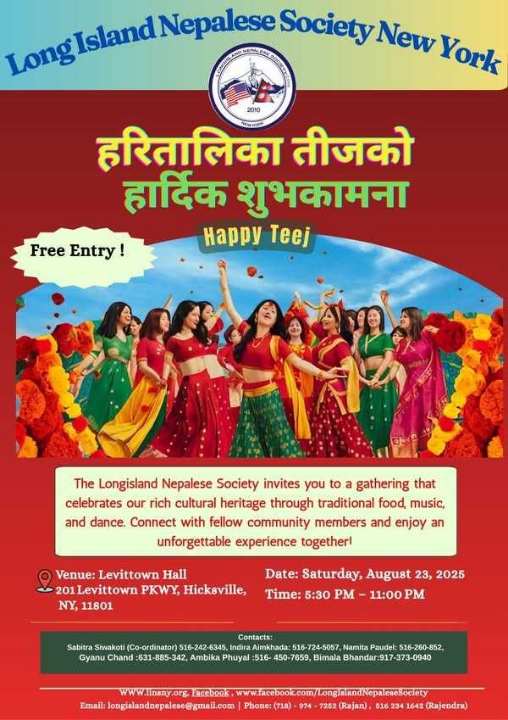 Long Island Nepalese Society New York
2010
हरितालिका तीजको
हार्दिक शुभकामना
Happy Teej
Free Entry !
The Longisland Nepalese Society invites you to a gathering that
celebrates our rich cultural heritage through traditional food, music,
and dance. Connect with fellow community members and enjoy an
unforgettable experience together!
Venue: Levittown Hall
201 Levittown PKWY, Hicksville,
NY, 11801
Date: Saturday, August 23, 2025
Time: 5:30 PM – 11:00 PM
Contacts:
Sabitra Siwakoti (Co-ordinator) 516-242-6345, Indira Aimkhada: 516-724-5057, Namita Paudel: 516-260-852,
Gyanu Chand :631-885-342, Ambika Phuyal :516- 450-7659, Bimala Bhandar:917-373-0940
WWW.linany.org, Facebook , www.facebook.com/LongIslandNepaleseSociety
Email: longislandnepalese@gmail.com | Phone: (718) - 974 - 7252 (Rajan) , 516 234 1642 (Rajendra)